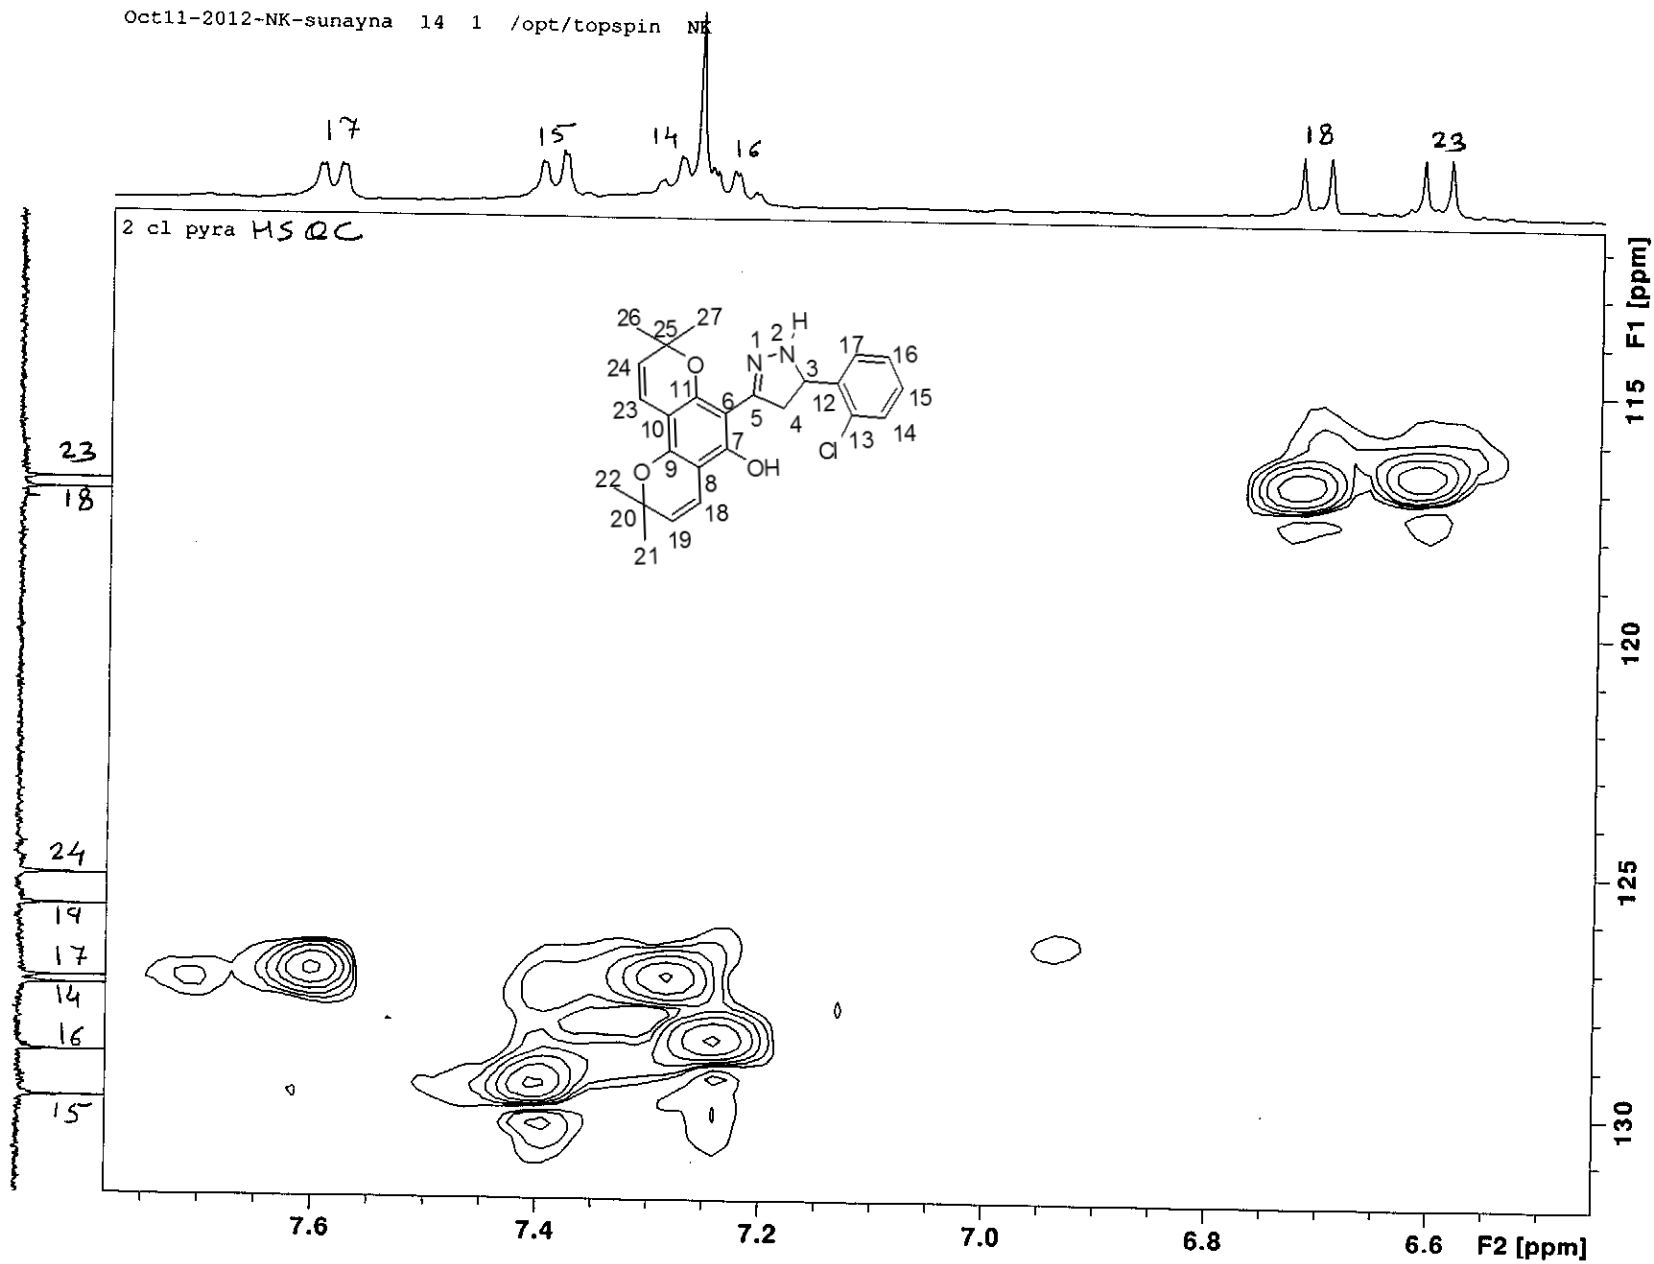 Oct11-2012-NK-sunayna 14 1 /opt/topspin NK
17 15 14 16 18 23
2 cl pyra HSQC
26 25 27 1 2 H
24 O N N 17 16
11 3
23 6 5 12 15
10 4 14
7 13
O 9 OH Cl
22 8
20 18
19
21
23
18
24
19
17
14
16
15
115
120
125
130
F1 [ppm]
7.6 7.4 7.2 7.0 6.8 6.6 F2 [ppm]